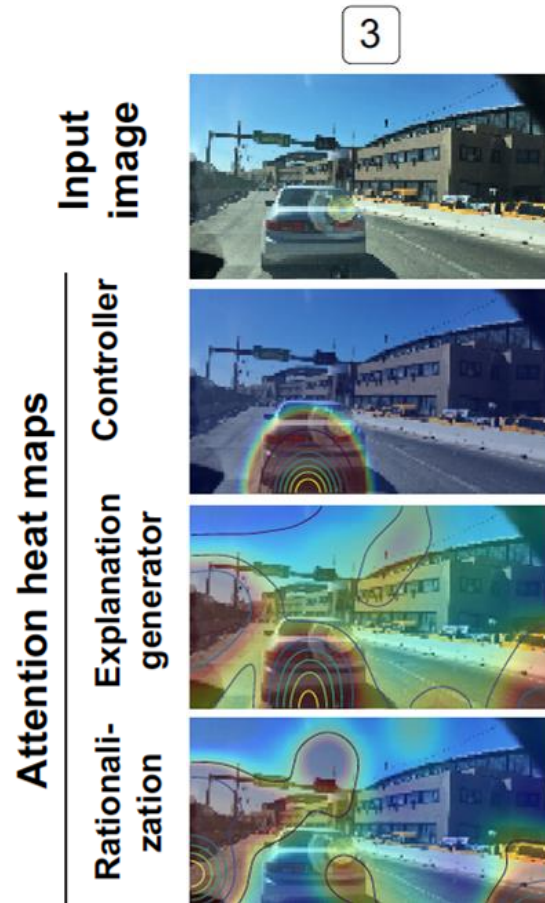 3
Input
image
Attention heat maps
Controller
Explanation
generator
Rationali-
zation